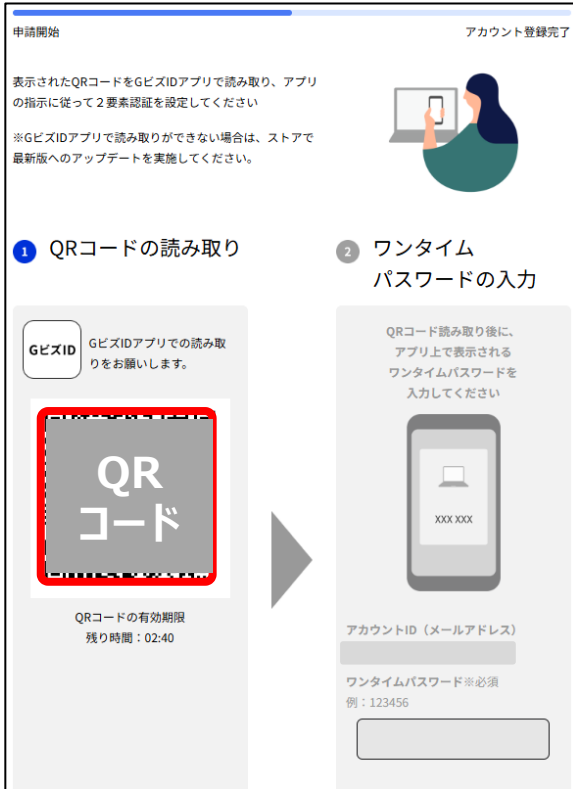 申請開始
アカウント登録完了
表示されたQRコードをGビズIDアプリで読み取り、アプリ
の指示に従って２要素認証を設定してください
※GビズIDアプリで読み取りができない場合は、ストアで
最新版へのアップデートを実施してください。
1 QRコードの読み取り
GビズID
GビズIDアプリでの読み取
りをお願いします。
QR
コード
QRコードの有効期限
残り時間：02:40
2 ワンタイム
パスワードの入力
QRコード読み取り後に、
アプリ上で表示される
ワンタイムパスワードを
入力してください
XXX XXX
アカウントID（メールアドレス）
ワンタイムパスワード※必須
例：123456